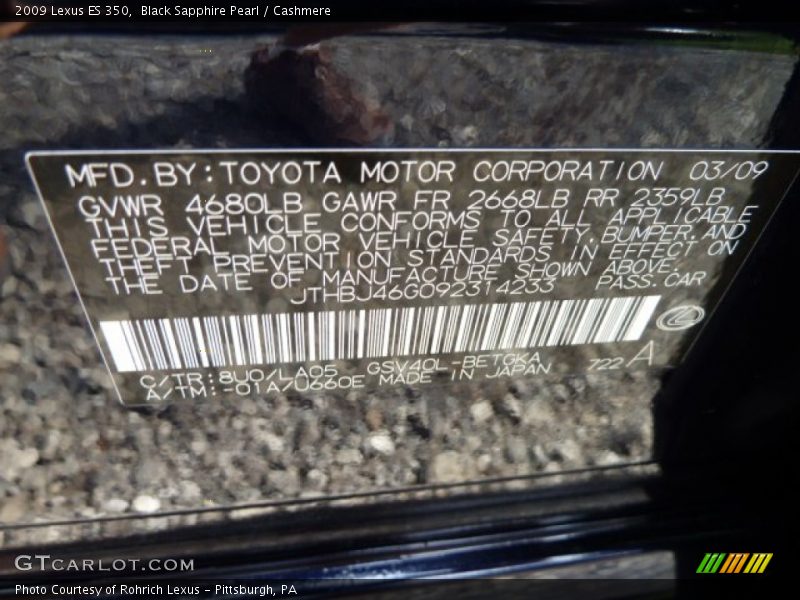 2009 Lexus ES 350, Black Sapphire Pearl / Cashmere
MFD.BY:TOYOTA MOTOR CORPORATION 03/09
GVWR 4680LB GAWR FR 2668LB RR 2359LB
THIS VEHICLE CONFORMS TO ALL APPLICABLE
FEDERAL MOTOR VEHICLE SAFETY,BUMPER,AND
THEFT PREVENTION STANDARDS IN EFFECT ON
THE DATE OF MANUFACTURE SHOWN ABOVE.
JTHBJ46G092314233 PASS.CAR
C/TR:8U0/LA05 GSV40L-BETGKA
A/TM:-01A/U660E MADE IN JAPAN 722 A
GTCARLOT.COM
Photo Courtesy of Rohrich Lexus - Pittsburgh, PA